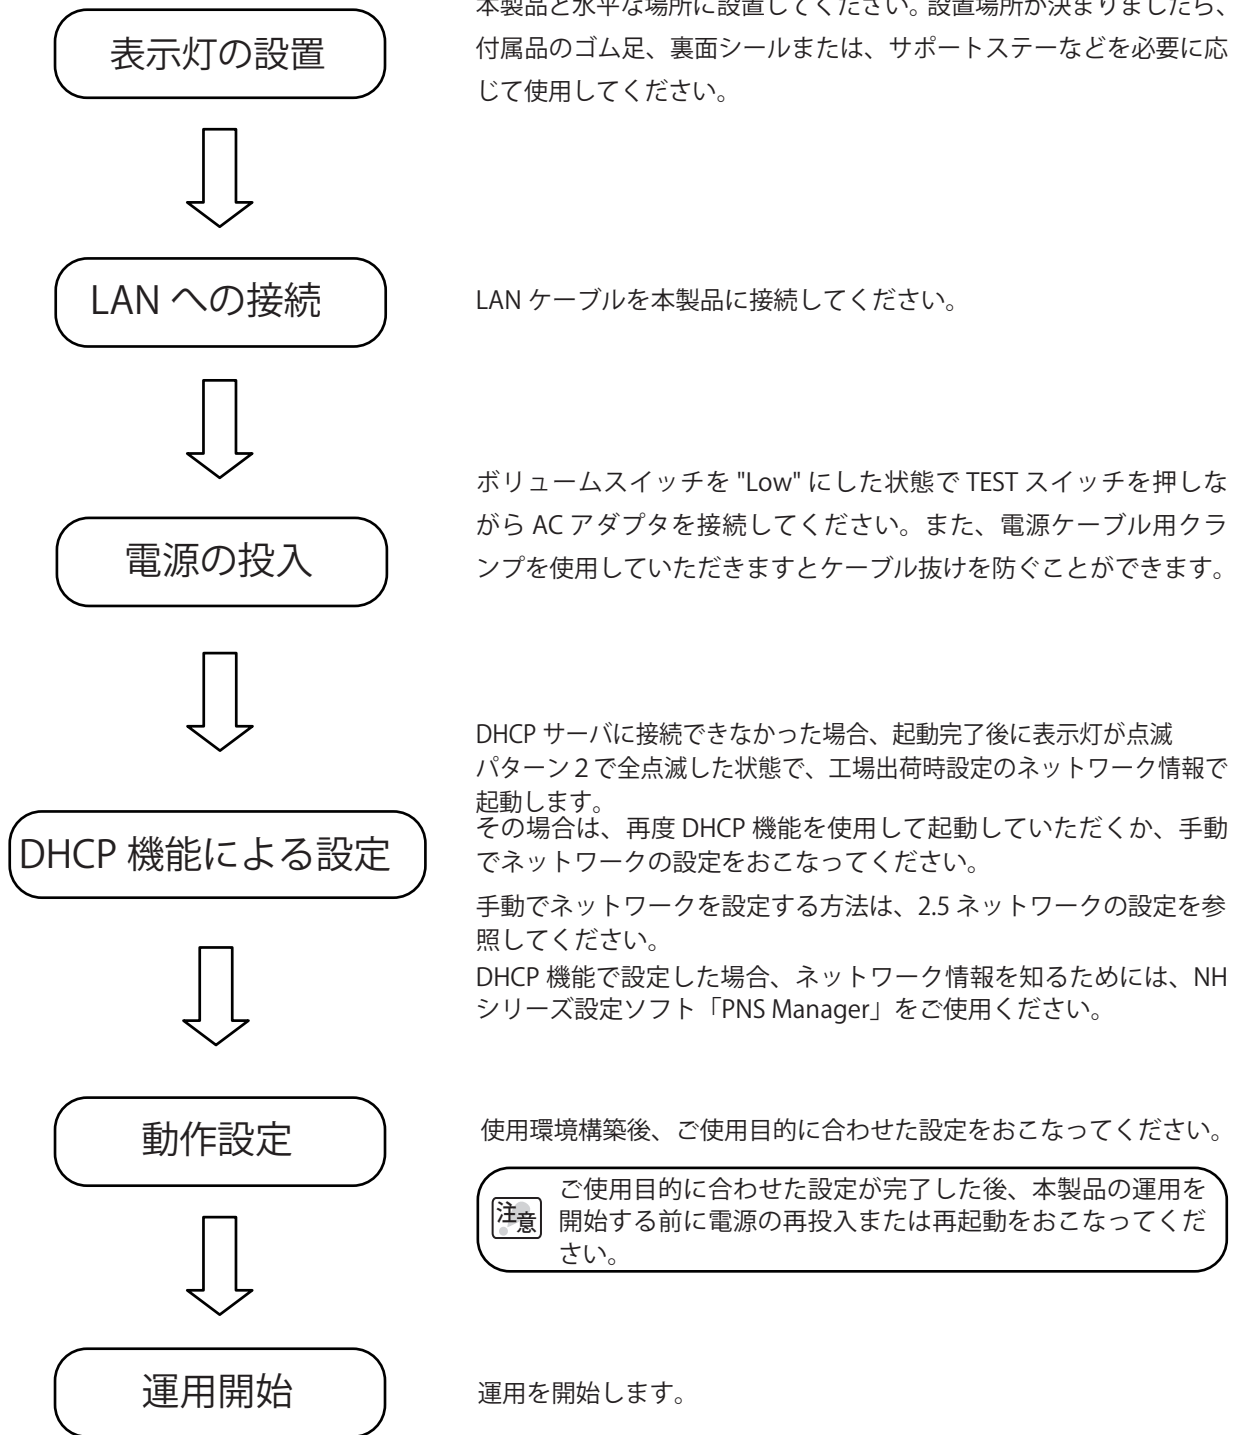 表示灯の設置
本製品と水平な場所に設置してください。設置場所が決まりましたら、
付属品のゴム足、裏面シールまたは、サポートステーなどを必要に応
じて使用してください。
LAN への接続
LAN ケーブルを本製品に接続してください。
電源の投入
ボリュームスイッチを "Low" にした状態で TEST スイッチを押しな
がら AC アダプタを接続してください。また、電源ケーブル用クラ
ンプを使用していただきますとケーブル抜けを防ぐことができます。
DHCP 機能による設定
DHCP サーバに接続できなかった場合、起動完了後に表示灯が点滅
パターン２で全点滅した状態で、工場出荷時設定のネットワーク情報で
起動します。
その場合は、再度 DHCP 機能を使用して起動していただくか、手動
でネットワークの設定をおこなってください。
手動でネットワークを設定する方法は、2.5 ネットワークの設定を参
照してください。
DHCP 機能で設定した場合、ネットワーク情報を知るためには、NH
シリーズ設定ソフト「PNS Manager」をご使用ください。
動作設定
使用環境構築後、ご使用目的に合わせた設定をおこなってください。
注意
ご使用目的に合わせた設定が完了した後、本製品の運用を
開始する前に電源の再投入または再起動をおこなってくだ
さい。
運用開始
運用を開始します。